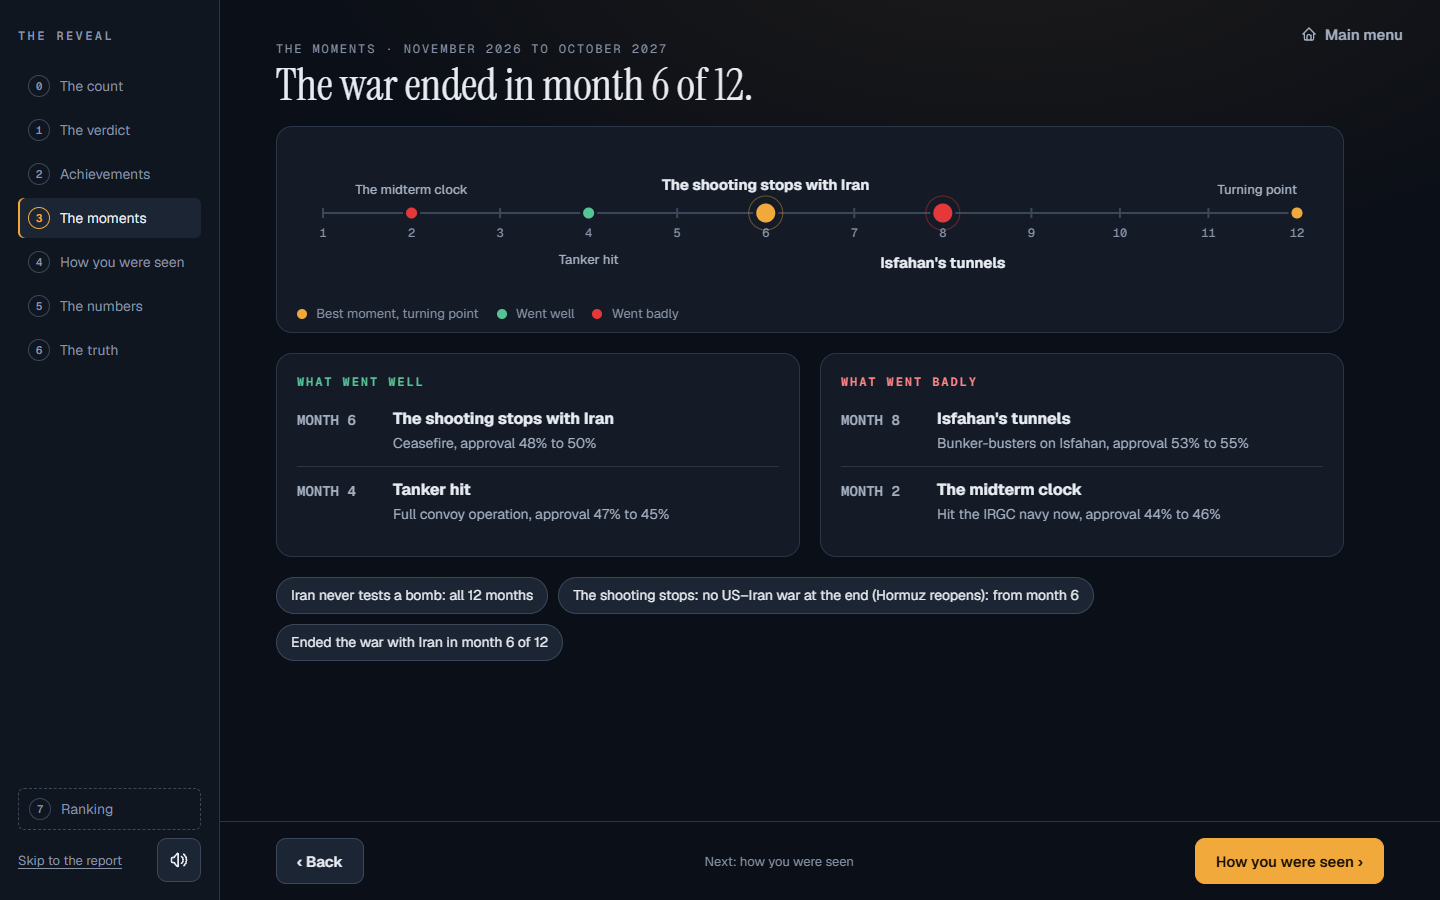 THE REVEAL
0 The count
1 The verdict
2 Achievements
3 The moments
4 How you were seen
5 The numbers
6 The truth
7 Ranking
Skip to the report
Main menu
THE MOMENTS · NOVEMBER 2026 TO OCTOBER 2027
The war ended in month 6 of 12.
The midterm clock
The shooting stops with Iran
Turning point
1 2 3 4 5 6 7 8 9 10 11 12
Tanker hit
Isfahan's tunnels
Best moment, turning point
Went well
Went badly
WHAT WENT WELL
MONTH 6 The shooting stops with Iran
Ceasefire, approval 48% to 50%
MONTH 4 Tanker hit
Full convoy operation, approval 47% to 45%
WHAT WENT BADLY
MONTH 8 Isfahan's tunnels
Bunker-busters on Isfahan, approval 53% to 55%
MONTH 2 The midterm clock
Hit the IRGC navy now, approval 44% to 46%
Iran never tests a bomb: all 12 months
The shooting stops: no US–Iran war at the end (Hormuz reopens): from month 6
Ended the war with Iran in month 6 of 12
‹ Back
Next: how you were seen
How you were seen ›